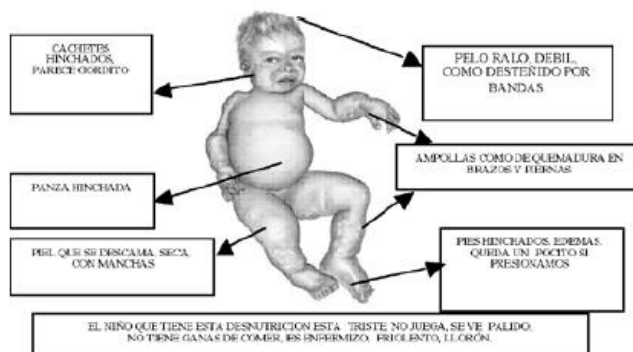 CACHETES
HINCHADOS,
PARECE GORDITO
PELO RALO, DEBIL,
COMO DESTEÑIDO POR
BANDAS
AMPOLLAS COMO DE QUEMADURA EN
BRAZOS Y PIERNAS
PANZA HINCHADA
PIEL QUE SE DESCAMA, SECA,
CON MANCHAS
PIES HINCHADOS, EDEMAS,
QUEDA UN POCITO SI
PRESIONAMOS
EL NIÑO QUE TIENE ESTA DESNUTRICION ESTA TRISTE, NO JUEGA, SE VE PALIDO,
NO TIENE GANAS DE COMER, ES ENFERMIZO, FRIOLENTO, LLORÓN.